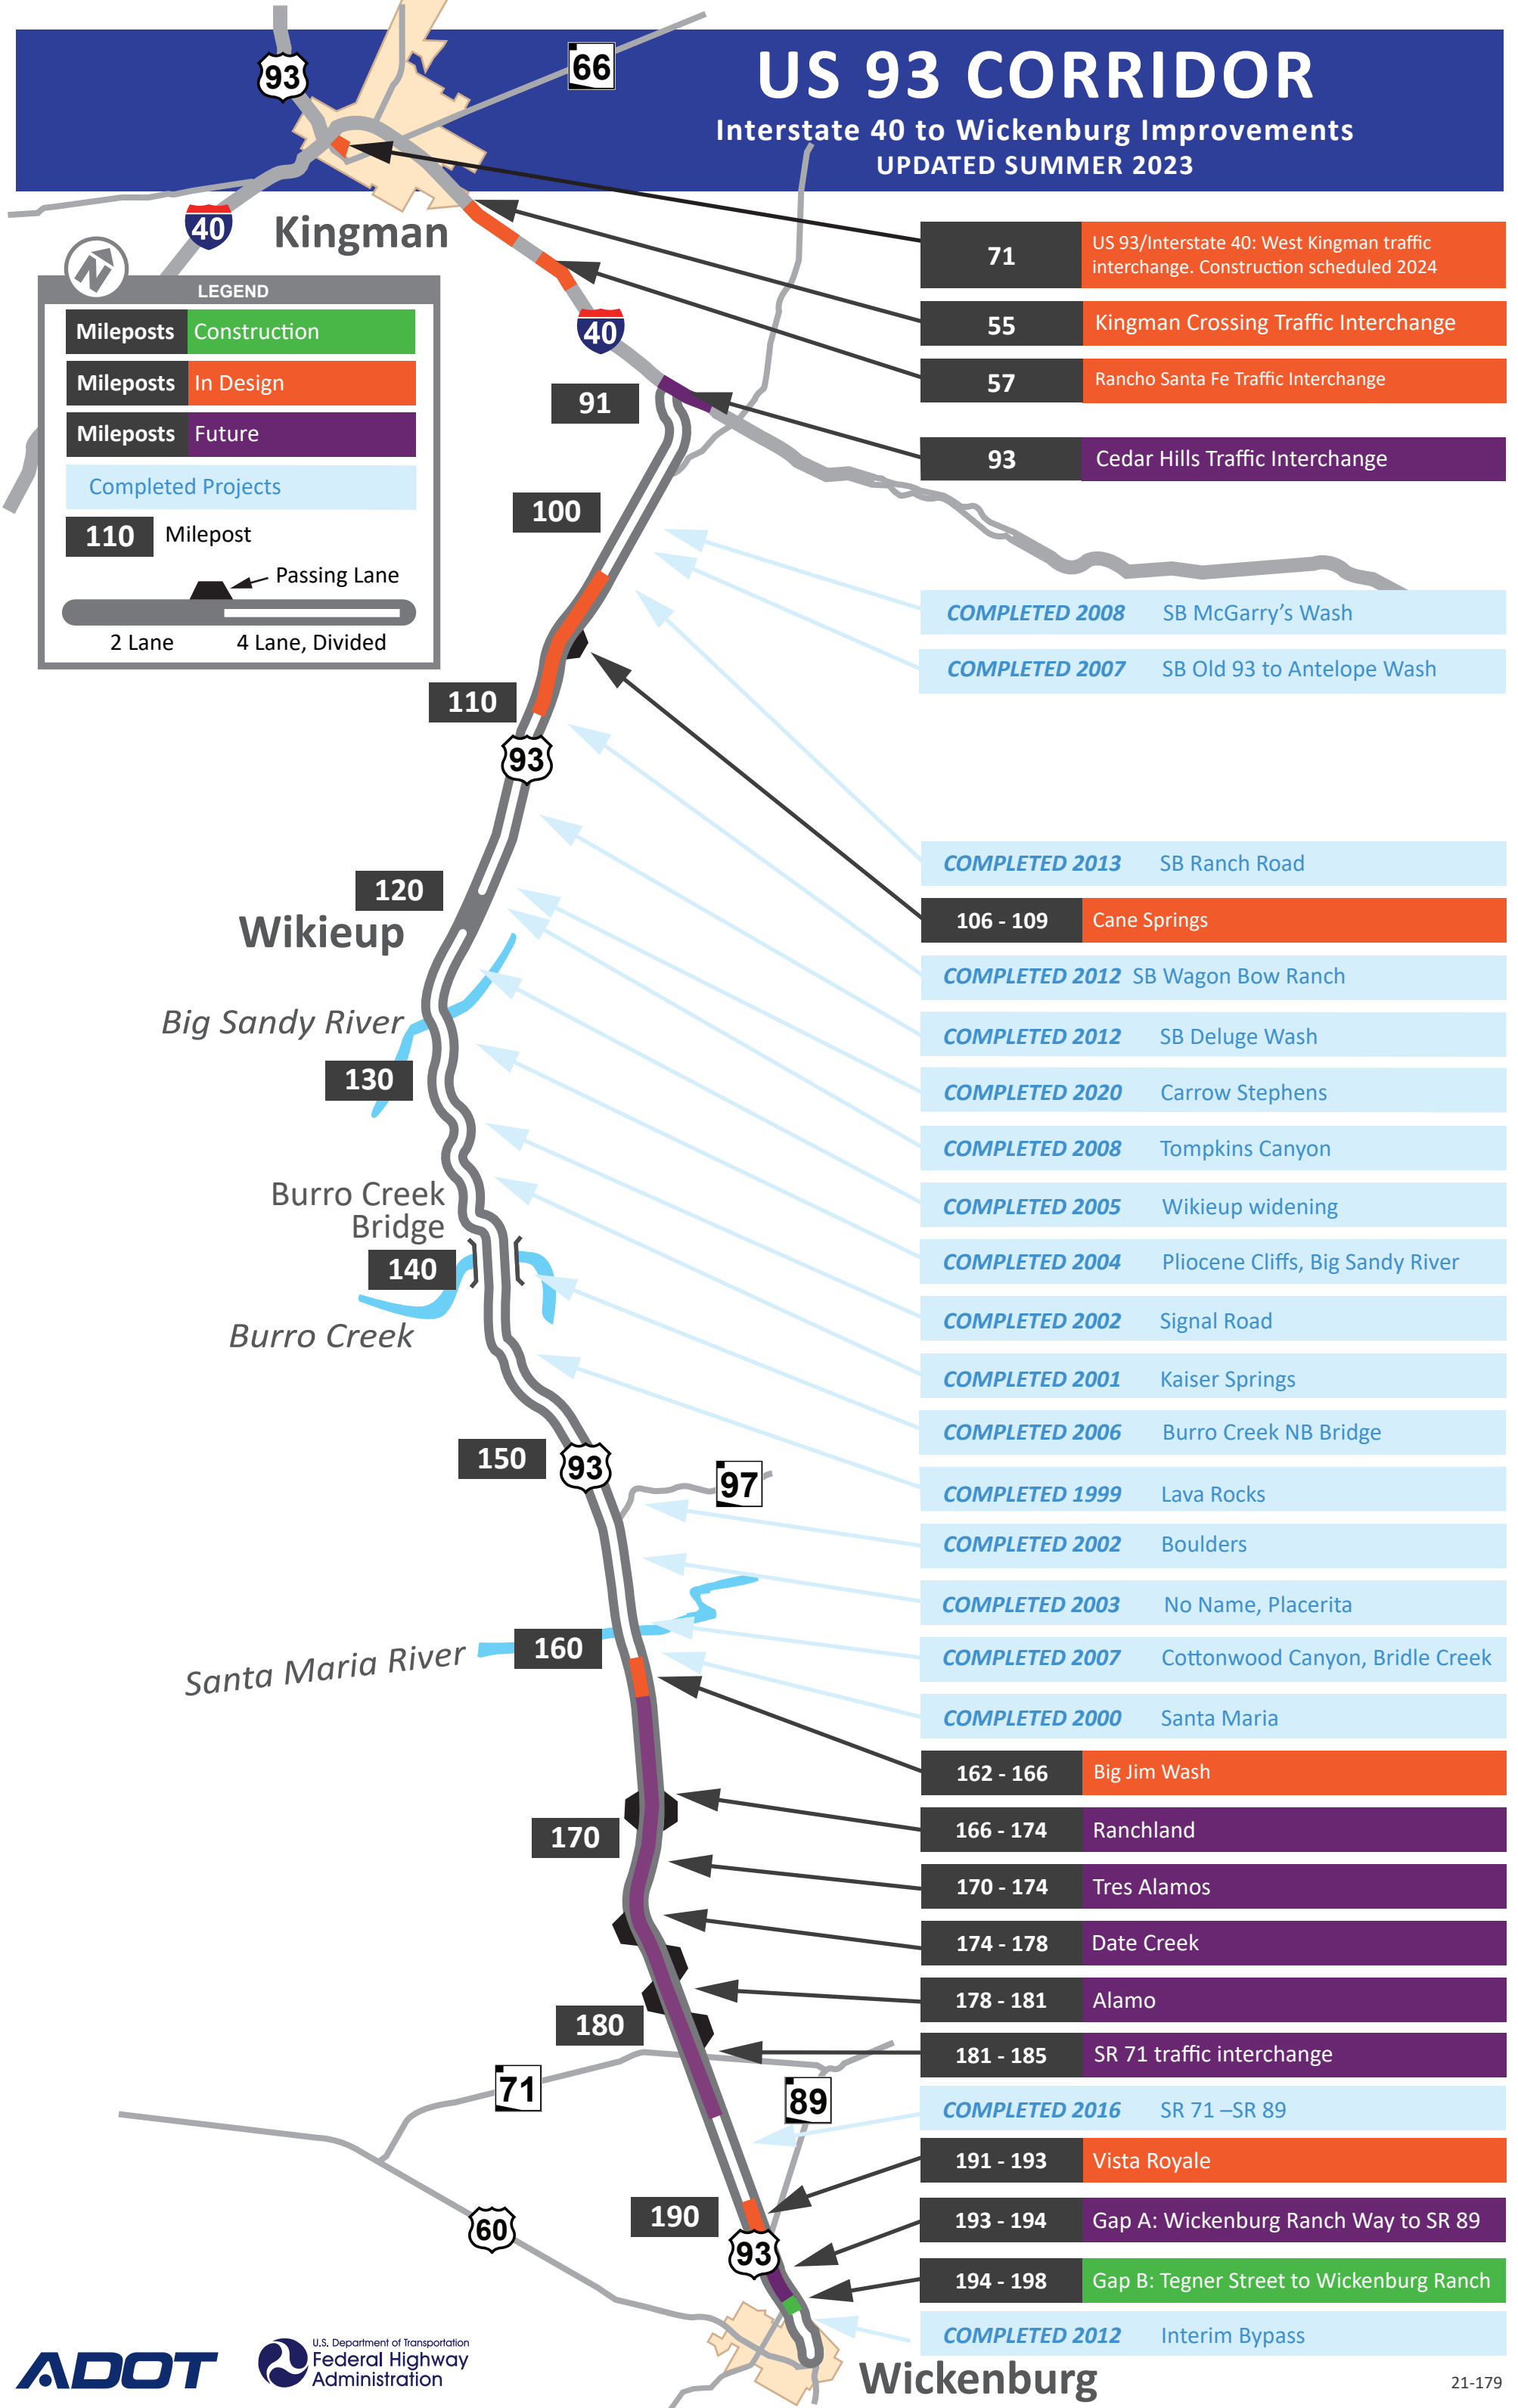 US 93 CORRIDOR
Interstate 40 to Wickenburg Improvements
UPDATED SUMMER 2023
93
66
40
Kingman
N
LEGEND
Mileposts Construction
Mileposts In Design
Mileposts Future
Completed Projects
110 Milepost
Passing Lane
2 Lane 4 Lane, Divided
71 US 93/Interstate 40: West Kingman traffic
interchange. Construction scheduled 2024
55 Kingman Crossing Traffic Interchange
40
57 Rancho Santa Fe Traffic Interchange
91
93 Cedar Hills Traffic Interchange
100
COMPLETED 2008 SB McGarry’s Wash
COMPLETED 2007 SB Old 93 to Antelope Wash
110
93
COMPLETED 2013 SB Ranch Road
120
Wikieup
106 - 109 Cane Springs
COMPLETED 2012 SB Wagon Bow Ranch
Big Sandy River
COMPLETED 2012 SB Deluge Wash
130
COMPLETED 2020 Carrow Stephens
COMPLETED 2008 Tompkins Canyon
Burro Creek
Bridge
COMPLETED 2005 Wikieup widening
140
COMPLETED 2004 Pliocene Cliffs, Big Sandy River
Burro Creek
COMPLETED 2002 Signal Road
COMPLETED 2001 Kaiser Springs
COMPLETED 2006 Burro Creek NB Bridge
150
93
97
COMPLETED 1999 Lava Rocks
COMPLETED 2002 Boulders
COMPLETED 2003 No Name, Placerita
160
Santa Maria River
COMPLETED 2007 Cottonwood Canyon, Bridle Creek
COMPLETED 2000 Santa Maria
162 - 166 Big Jim Wash
166 - 174 Ranchland
170
170 - 174 Tres Alamos
174 - 178 Date Creek
178 - 181 Alamo
180
181 - 185 SR 71 traffic interchange
71
89
COMPLETED 2016 SR 71 –SR 89
191 - 193 Vista Royale
190
60
193 - 194 Gap A: Wickenburg Ranch Way to SR 89
93
194 - 198 Gap B: Tegner Street to Wickenburg Ranch
COMPLETED 2012 Interim Bypass
Wickenburg
ADOT
U.S. Department of Transportation
Federal Highway
Administration
21-179